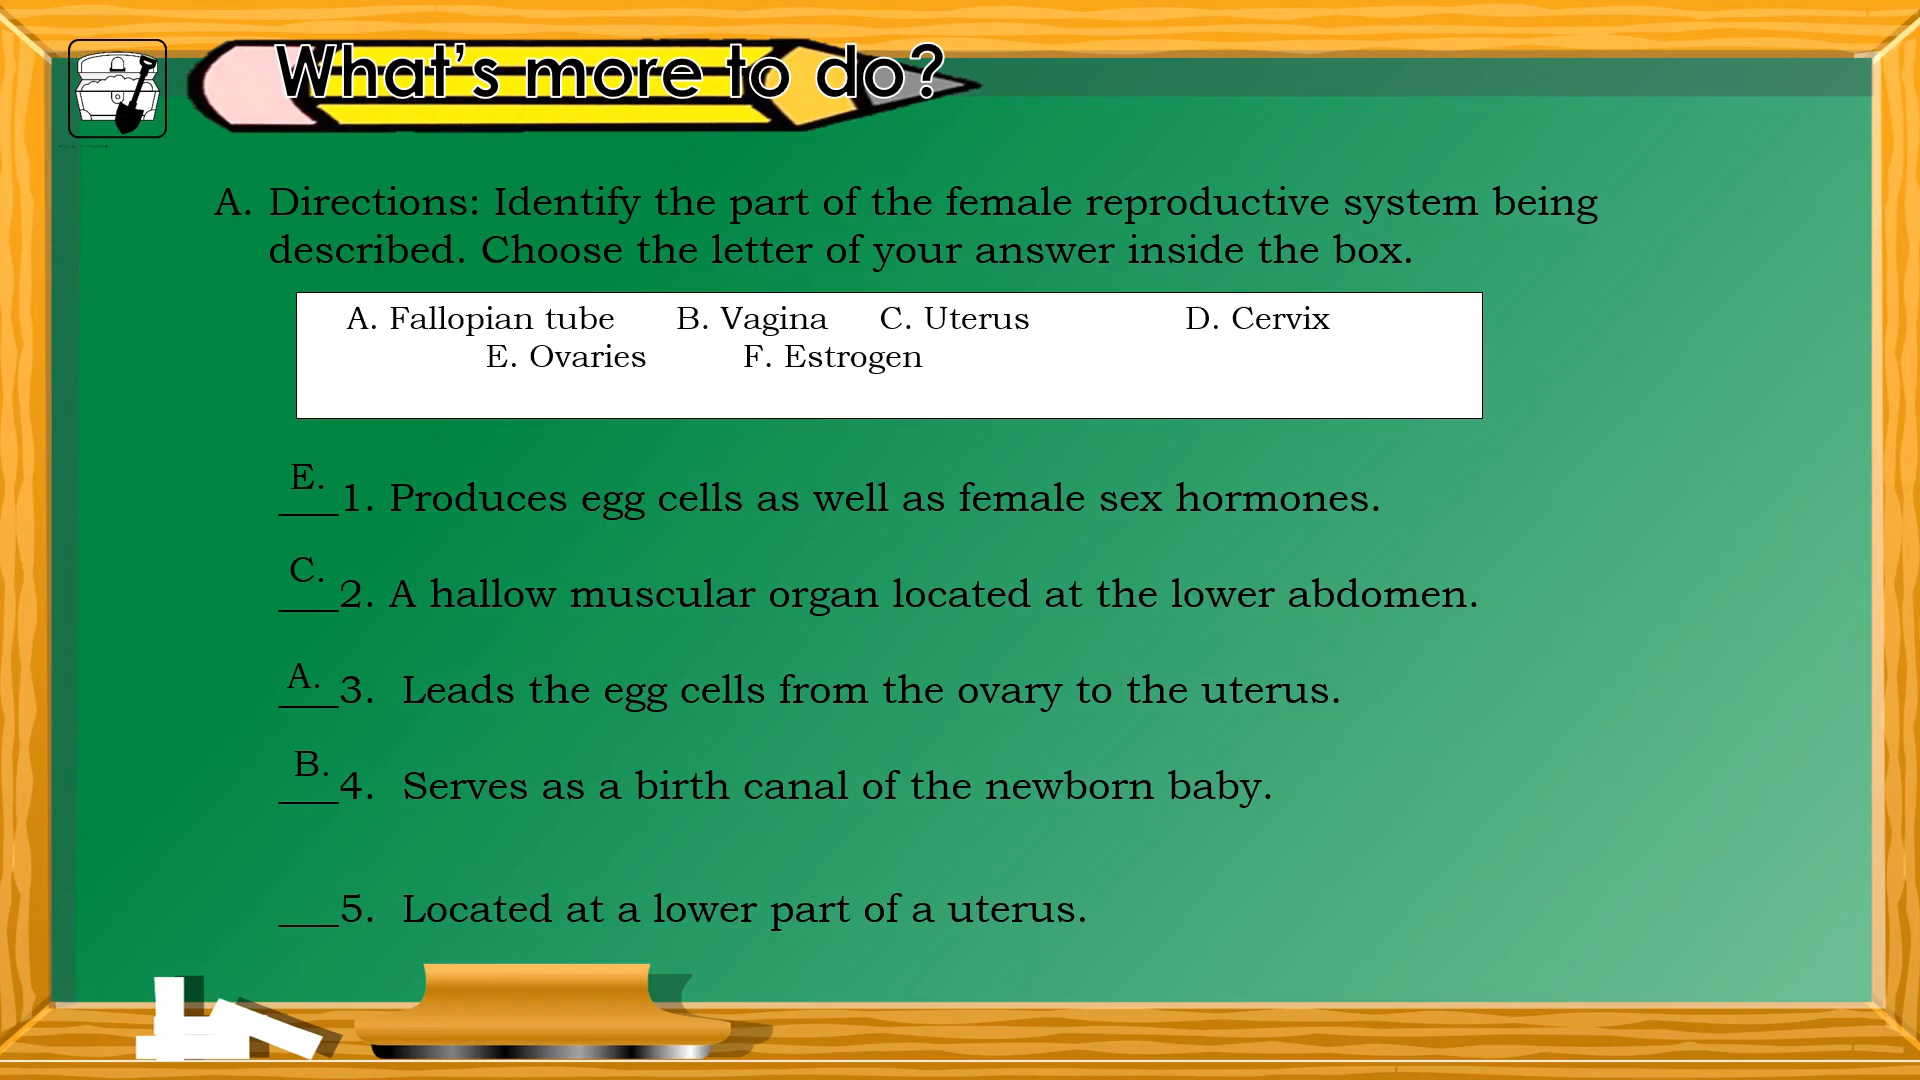 What's more to do?
A. Directions: Identify the part of the female reproductive system being
described. Choose the letter of your answer inside the box.
A. Fallopian tube B. Vagina C. Uterus D. Cervix
E. Ovaries F. Estrogen
E.
___1. Produces egg cells as well as female sex hormones.
C.
___2. A hallow muscular organ located at the lower abdomen.
A.
___3. Leads the egg cells from the ovary to the uterus.
B.
___4. Serves as a birth canal of the newborn baby.
___5. Located at a lower part of a uterus.